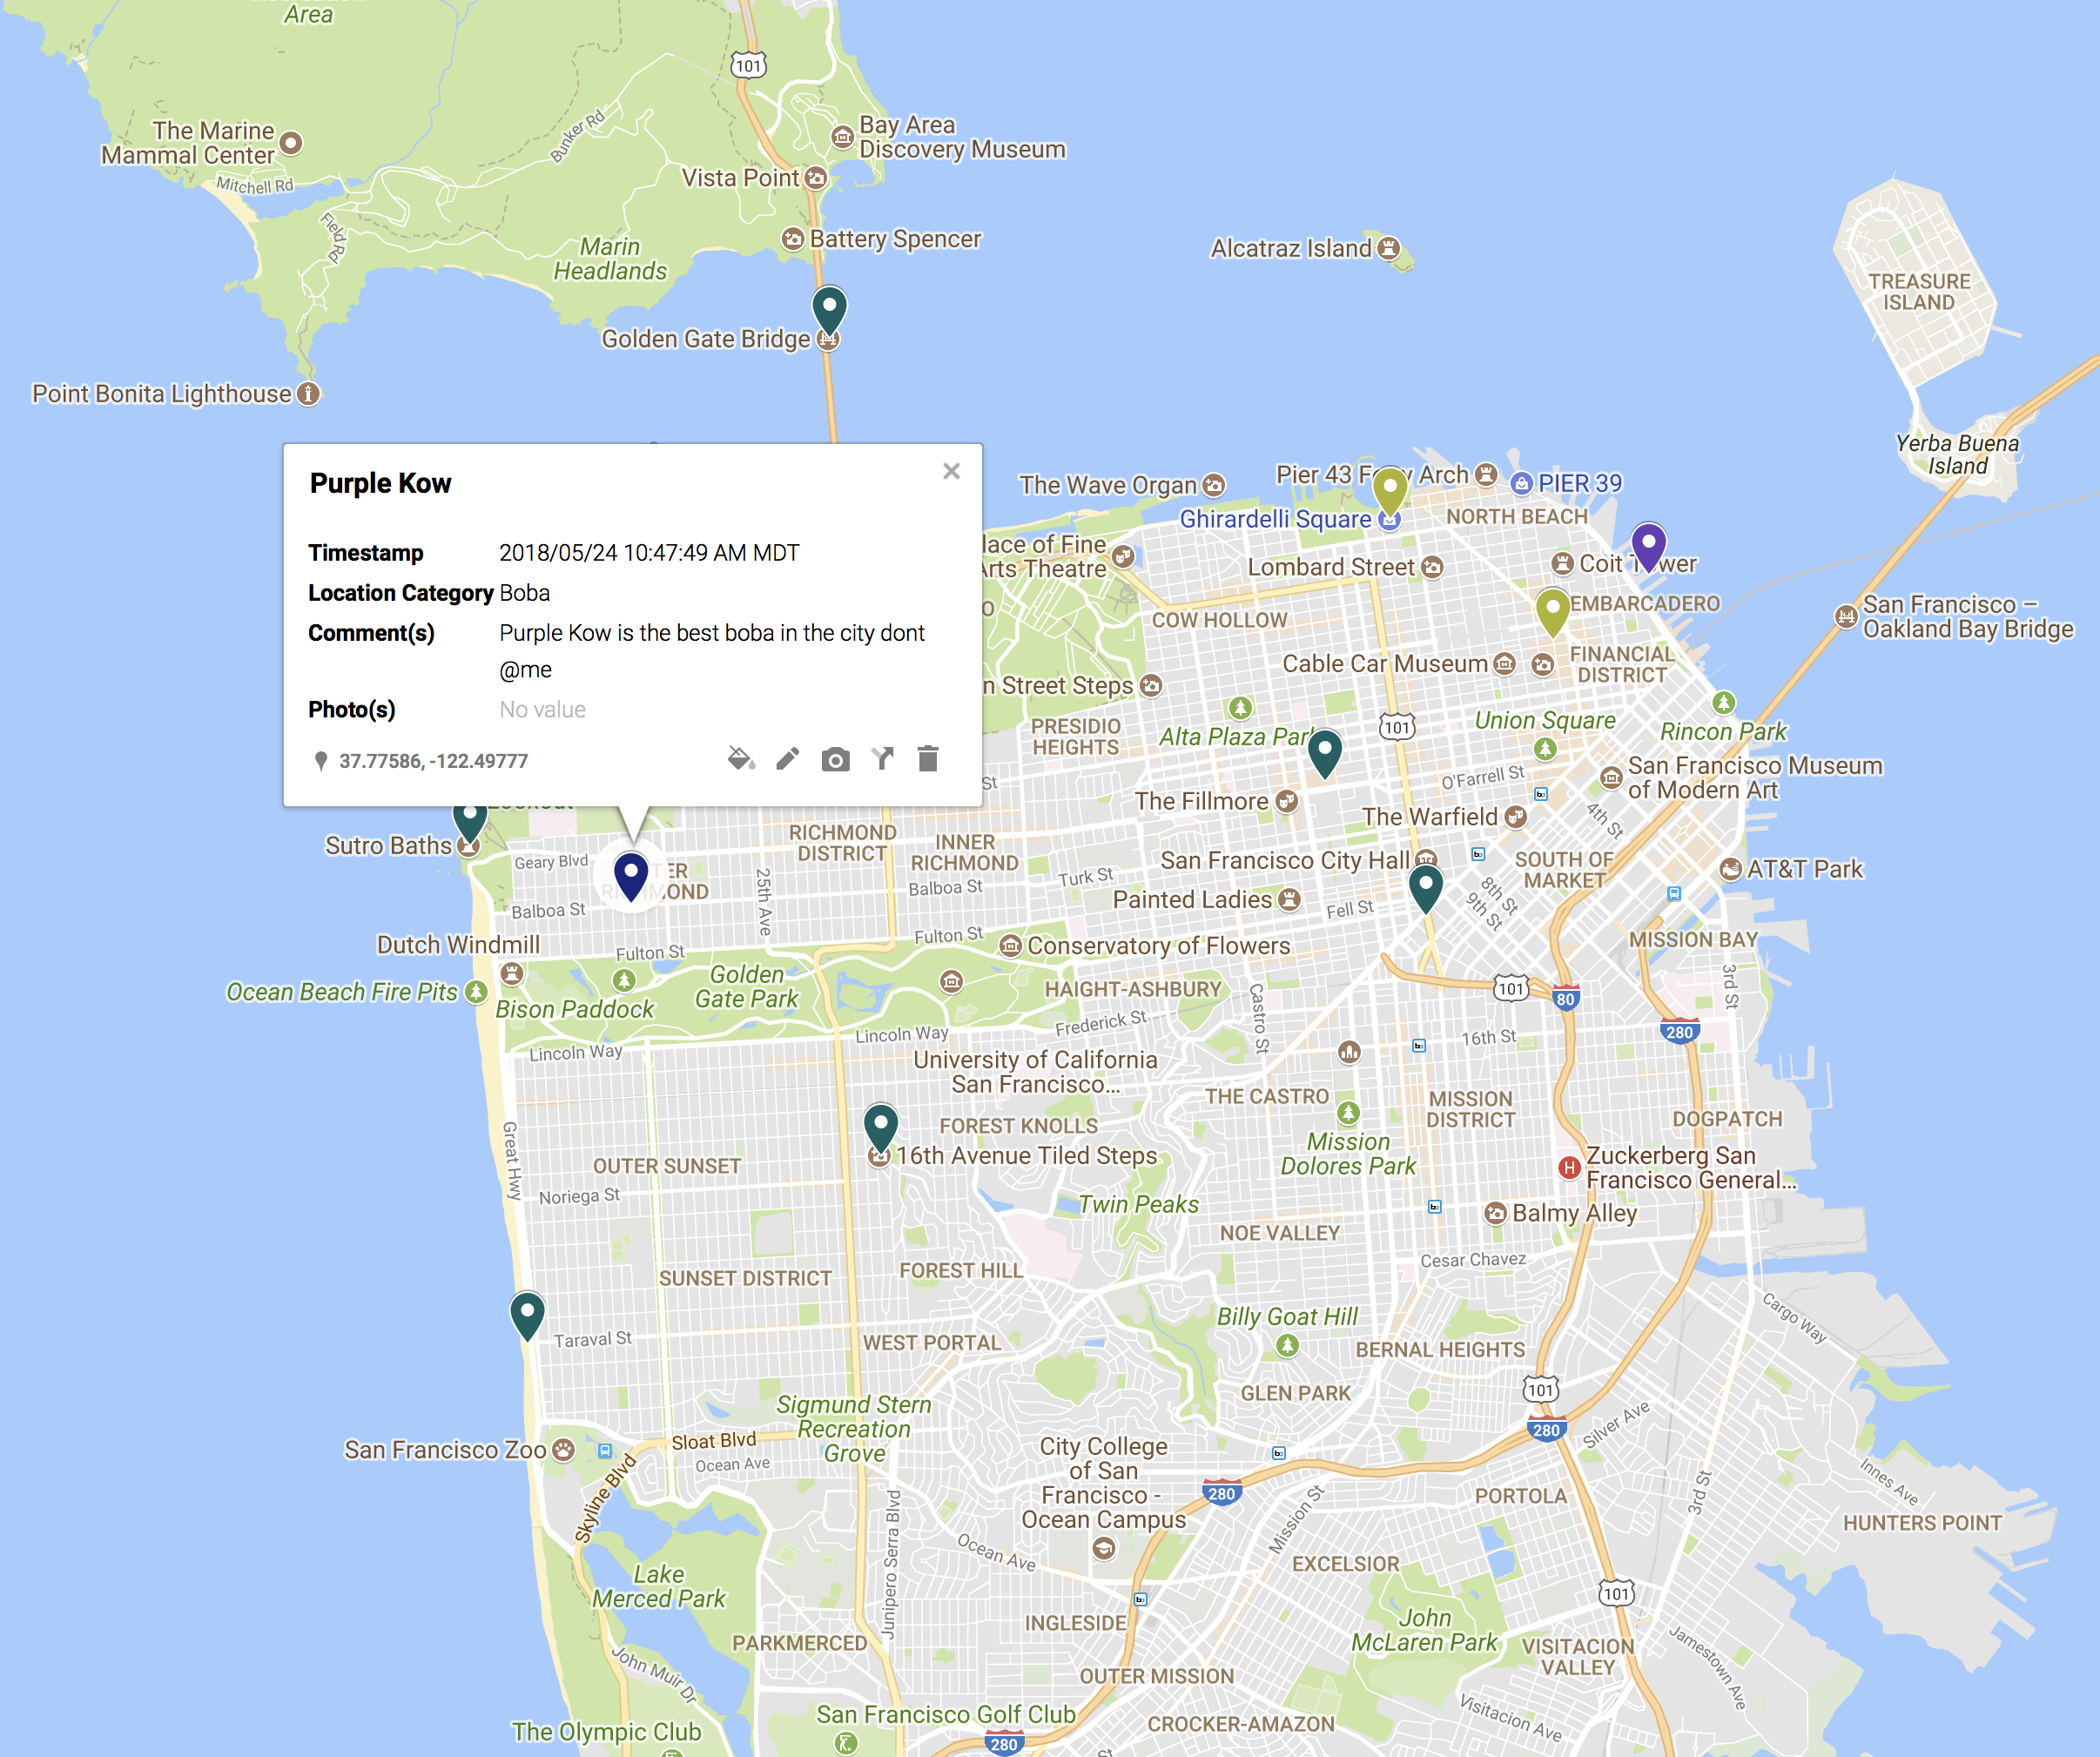 Area
101
The Marine
Mammal Center
Mitchell Rd
Bunker Rd
Field Rd
Bay Area
Discovery Museum
Vista Point
Battery Spencer
Marin
Headlands
Alcatraz Island
TREASURE
ISLAND
Golden Gate Bridge
Point Bonita Lighthouse
Yerba Buena
Island
Purple Kow
×
Timestamp 2018/05/24 10:47:49 AM MDT
Location Category Boba
Comment(s) Purple Kow is the best boba in the city dont
@me
Photo(s) No value
37.77586, -122.49777
The Wave Organ
Pier 43 Ferry Arch
PIER 39
Ghirardelli Square
NORTH BEACH
lace of Fine
Arts Theatre
Lombard Street
Coit Tower
COW HOLLOW
EMBARCADERO
San Francisco –
Oakland Bay Bridge
Cable Car Museum
FINANCIAL
DISTRICT
n Street Steps
PRESIDIO
HEIGHTS
Alta Plaza Park
101
Union Square
Rincon Park
O'Farrell St
San Francisco Museum
of Modern Art
St
The Fillmore
The Warfield
4th St
Lookout
Sutro Baths
Geary Blvd
RICHMOND
DISTRICT
INNER
RICHMOND
OUTER
RICHMOND
25th Ave
Balboa St
Turk St
San Francisco City Hall
SOUTH OF
MARKET
AT&T Park
Balboa St
Painted Ladies
Fell St
8th St
9th St
Dutch Windmill
Fulton St
Fulton St
Conservatory of Flowers
MISSION BAY
Ocean Beach Fire Pits
Bison Paddock
Golden
Gate Park
HAIGHT-ASHBURY
Castro St
101
80
3rd St
280
Lincoln Way
Lincoln Way
Frederick St
16th St
University of California
San Francisco...
THE CASTRO
MISSION
DISTRICT
DOGPATCH
FOREST KNOLLS
16th Avenue Tiled Steps
Mission
Dolores Park
H
Zuckerberg San
Francisco General...
Great Hwy
OUTER SUNSET
Noriega St
Twin Peaks
NOE VALLEY
Balmy Alley
Cesar Chavez
SUNSET DISTRICT
FOREST HILL
Billy Goat Hill
Cargo Way
Taraval St
WEST PORTAL
BERNAL HEIGHTS
GLEN PARK
101
280
Silver Ave
Sigmund Stern
Recreation
Grove
San Francisco Zoo
Sloat Blvd
Ocean Ave
Skyline Blvd
City College
of San
Francisco -
Ocean Campus
280
Mission St
PORTOLA
3rd St
Innes Ave
HUNTERS POINT
Junipero Serra Blvd
Ocean Ave
EXCELSIOR
Lake
Merced Park
101
INGLESIDE
John
McLaren Park
VISITACION
VALLEY
Jamestown Ave
PARKMERCED
John Muir Dr
OUTER MISSION
Visitacion Ave
The Olympic Club
San Francisco Golf Club
CROCKER-AMAZON
280
St